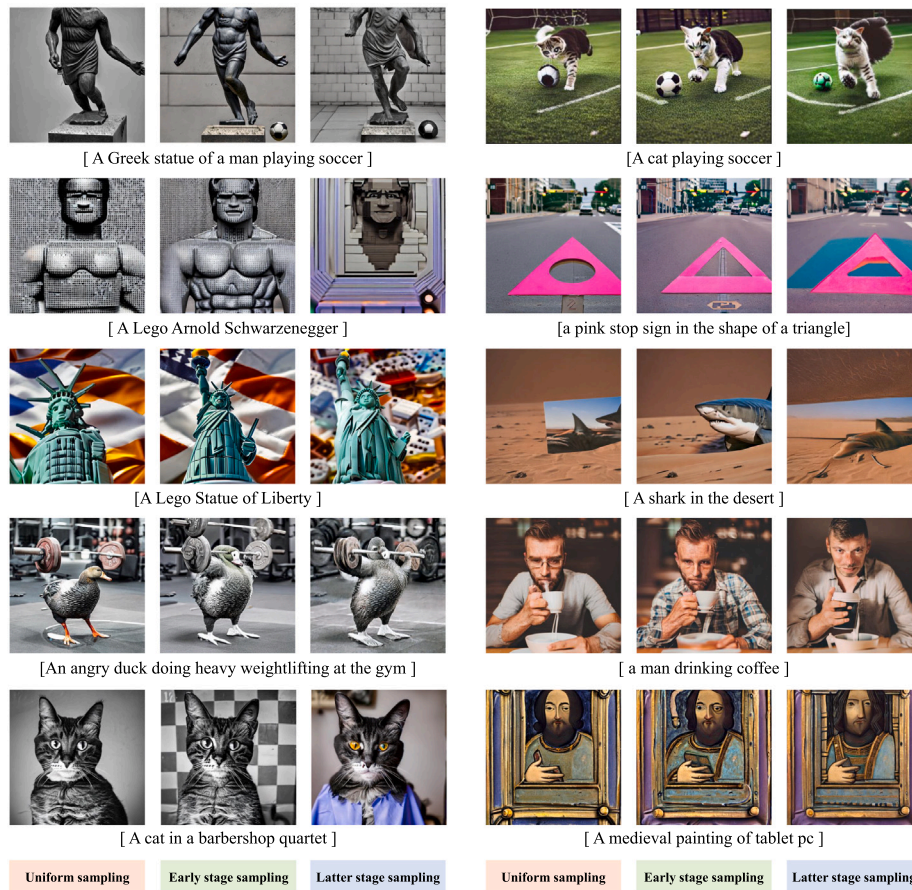 [ A Greek statue of a man playing soccer ]
[A cat playing soccer ]
[ A Lego Arnold Schwarzenegger ]
[a pink stop sign in the shape of a triangle]
[A Lego Statue of Liberty ]
[ A shark in the desert ]
[An angry duck doing heavy weightlifting at the gym ]
[ a man drinking coffee ]
[ A cat in a barbershop quartet ]
[ A medieval painting of tablet pc ]
Uniform sampling Early stage sampling Latter stage sampling Uniform sampling Early stage sampling Latter stage sampling